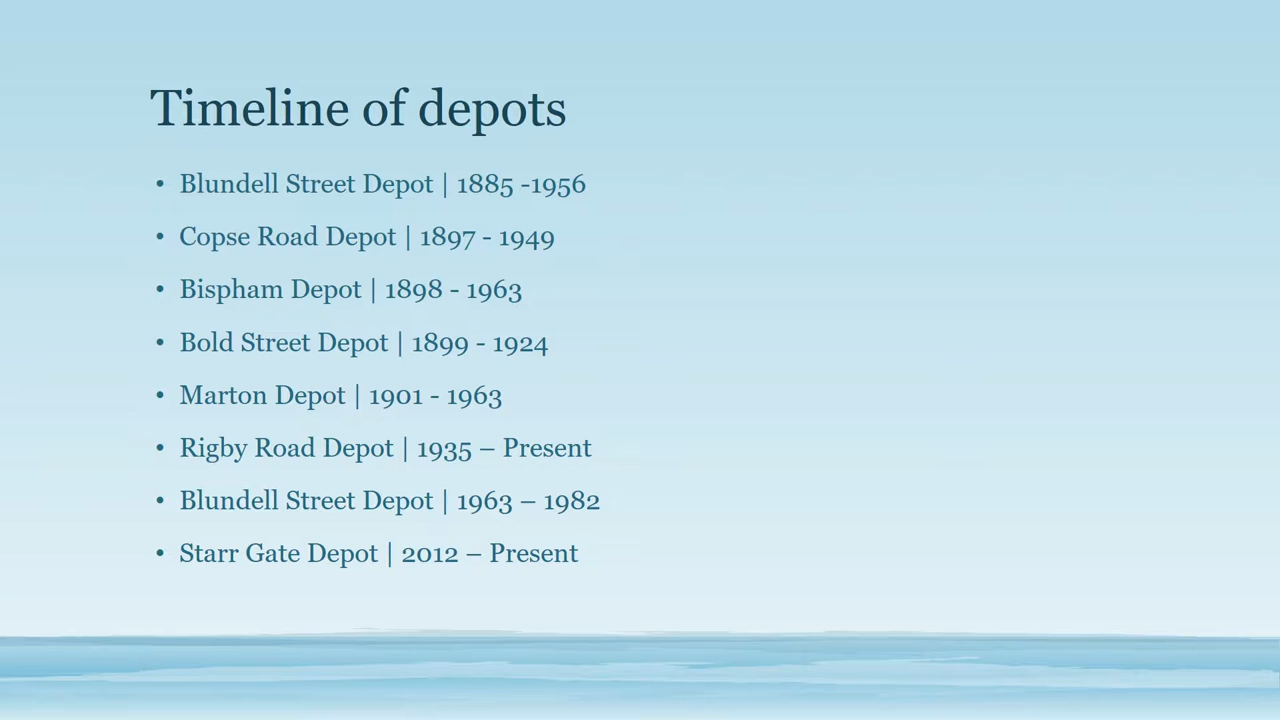 Timeline of depots
• Blundell Street Depot | 1885 -1956
• Copse Road Depot | 1897 - 1949
• Bispham Depot | 1898 - 1963
• Bold Street Depot | 1899 - 1924
• Marton Depot | 1901 - 1963
• Rigby Road Depot | 1935 – Present
• Blundell Street Depot | 1963 – 1982
• Starr Gate Depot | 2012 – Present